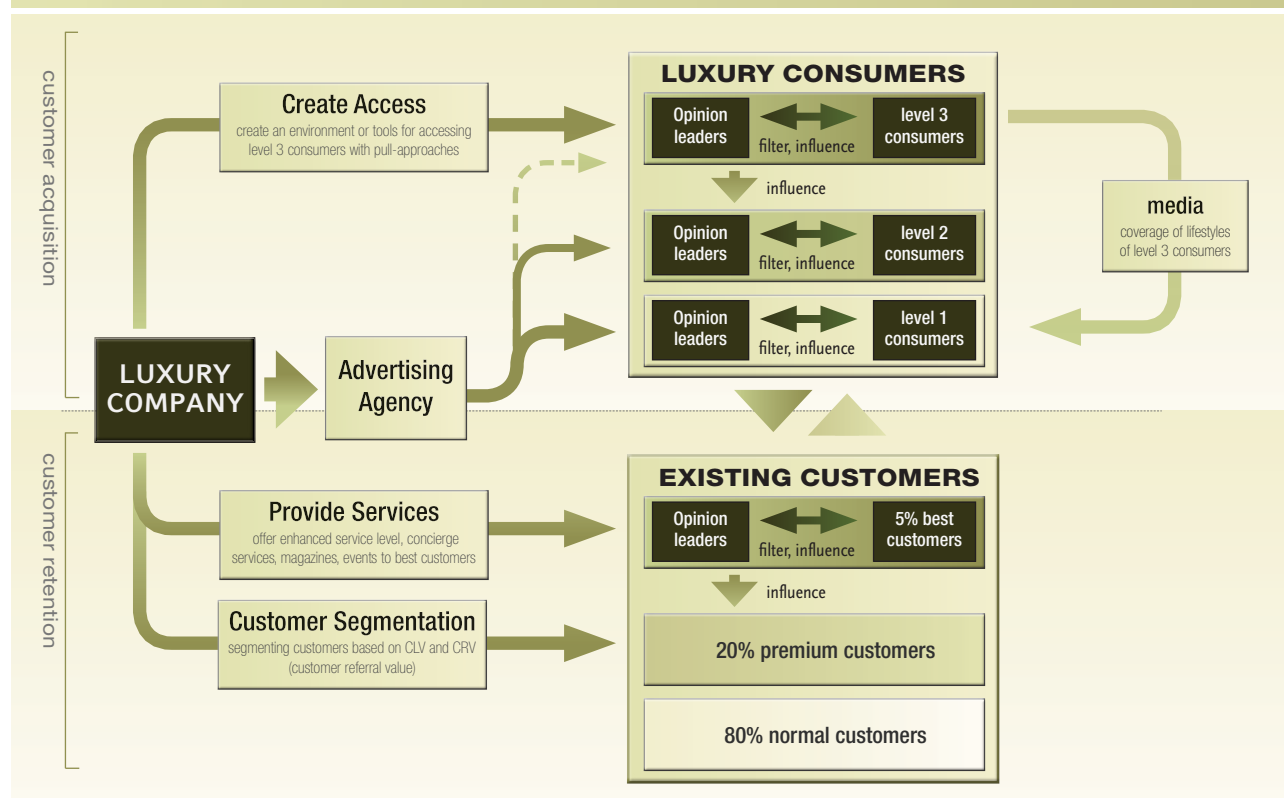 customer acquisition
Create Access
create an environment or tools for accessing
level 3 consumers with pull-approaches
LUXURY CONSUMERS
Opinion
leaders
filter, influence
level 3
consumers
influence
Opinion
leaders
filter, influence
level 2
consumers
Opinion
leaders
filter, influence
level 1
consumers
media
coverage of lifestyles
of level 3 consumers
LUXURY
COMPANY
Advertising
Agency
customer retention
Provide Services
offer enhanced service level, concierge
services, magazines, events to best customers
Customer Segmentation
segmenting customers based on CLV and CRV
(customer referral value)
EXISTING CUSTOMERS
Opinion
leaders
filter, influence
5% best
customers
influence
20% premium customers
80% normal customers